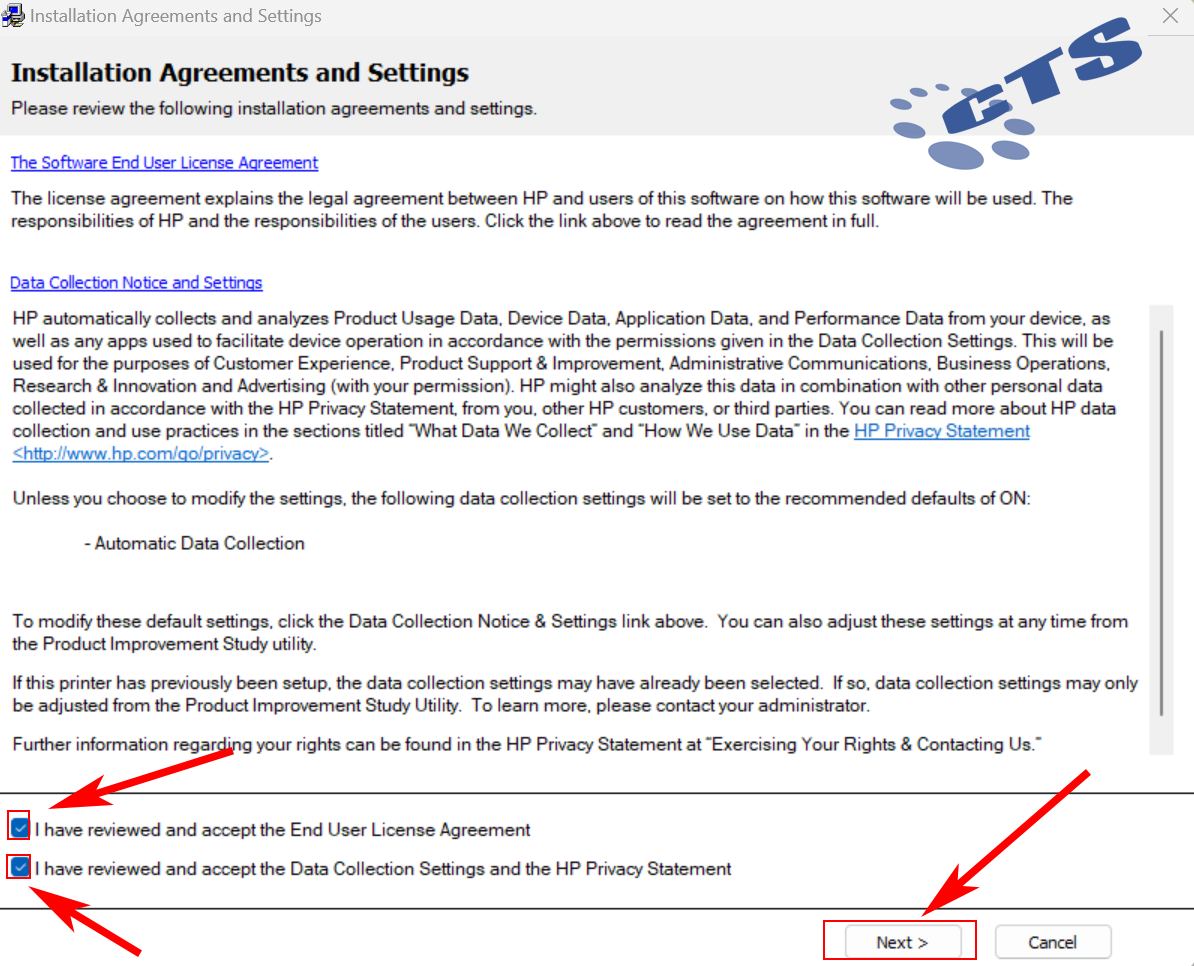 Installation Agreements and Settings
CTS
Installation Agreements and Settings
Please review the following installation agreements and settings.
The Software End User License Agreement
The license agreement explains the legal agreement between HP and users of this software on how this software will be used. The
responsibilities of HP and the responsibilities of the users. Click the link above to read the agreement in full.
Data Collection Notice and Settings
HP automatically collects and analyzes Product Usage Data, Device Data, Application Data, and Performance Data from your device, as
well as any apps used to facilitate device operation in accordance with the permissions given in the Data Collection Settings. This will be
used for the purposes of Customer Experience, Product Support & Improvement, Administrative Communications, Business Operations,
Research & Innovation and Advertising (with your permission). HP might also analyze this data in combination with other personal data
collected in accordance with the HP Privacy Statement, from you, other HP customers, or third parties. You can read more about HP data
collection and use practices in the sections titled “What Data We Collect” and “How We Use Data” in the HP Privacy Statement
<http://www.hp.com/go/privacy>.
Unless you choose to modify the settings, the following data collection settings will be set to the recommended defaults of ON:
- Automatic Data Collection
To modify these default settings, click the Data Collection Notice & Settings link above.  You can also adjust these settings at any time from
the Product Improvement Study utility.
If this printer has previously been setup, the data collection settings may have already been selected.  If so, data collection settings may only
be adjusted from the Product Improvement Study Utility.  To learn more, please contact your administrator.
Further information regarding your rights can be found in the HP Privacy Statement at “Exercising Your Rights & Contacting Us.”
I have reviewed and accept the End User License Agreement
I have reviewed and accept the Data Collection Settings and the HP Privacy Statement
Next >
Cancel